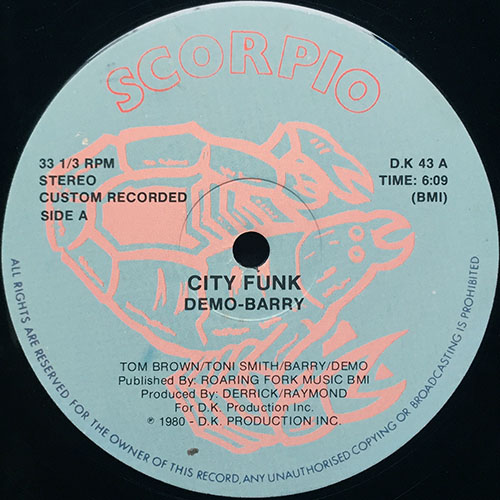 SCORPIO
33 1/3 RPM
STEREO
CUSTOM RECORDED
SIDE A
D.K 43 A
TIME: 6:09
(BMI)
CITY FUNK
DEMO-BARRY
TOM BROWN/TONI SMITH/BARRY/DEMO
Published By: ROARING FORK MUSIC BMI
Produced By: DERRICK/RAYMOND
For D.K. Production Inc.
℗ 1980 - D.K. PRODUCTION INC.
ALL RIGHTS ARE RESERVED FOR THE OWNER OF THIS RECORD, ANY UNAUTHORISED COPYING OR BROADCASTING IS PROHIBITED